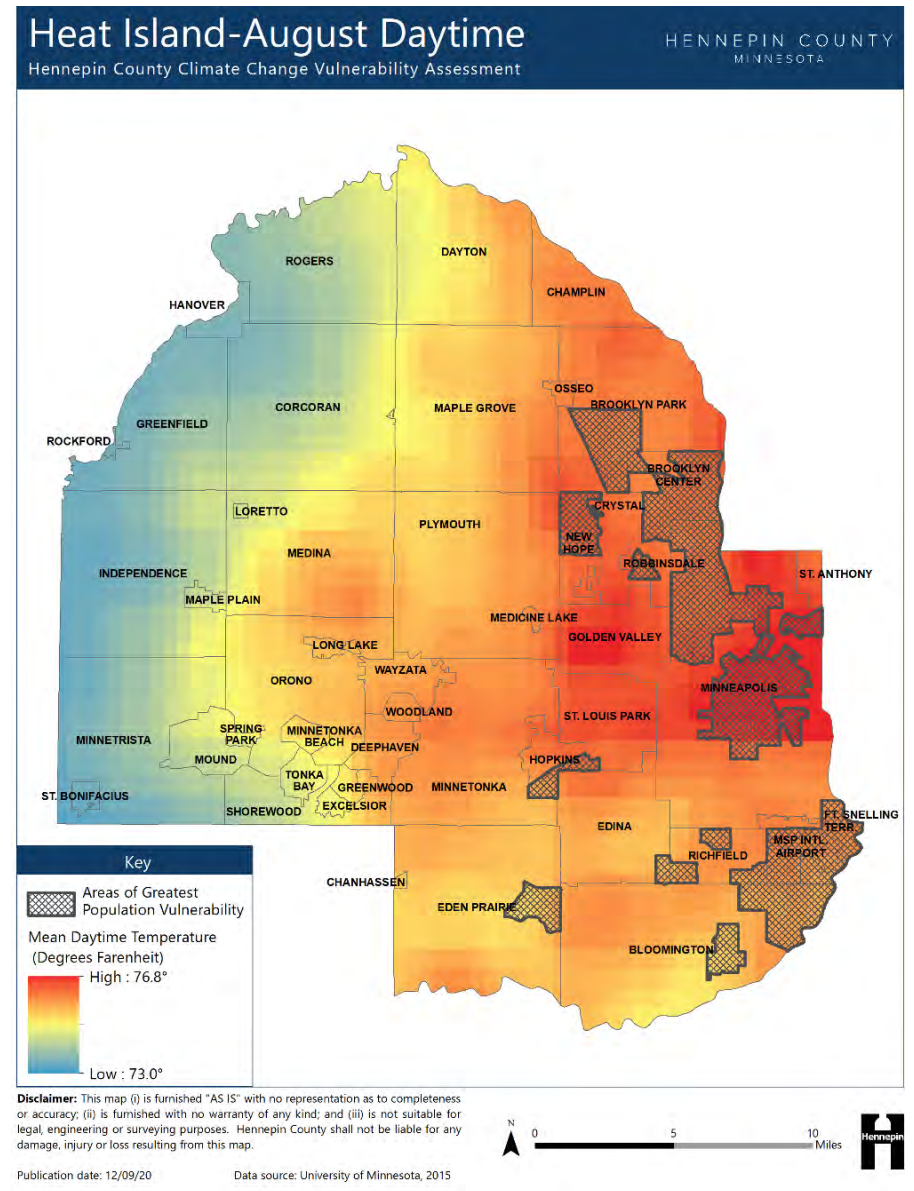 Heat Island-August Daytime
Hennepin County Climate Change Vulnerability Assessment
HENNEPIN COUNTY
MINNESOTA
DAYTON
ROGERS
CHAMPLIN
HANOVER
OSSEO
BROOKLYN PARK
CORCORAN
MAPLE GROVE
GREENFIELD
ROCKFORD
BROOKLYN
CENTER
CRYSTAL
LORETTO
PLYMOUTH
NEW
HOPE
MEDINA
ROBBINSDALE
INDEPENDENCE
ST. ANTHONY
MAPLE PLAIN
MEDICINE LAKE
GOLDEN VALLEY
LONG LAKE
WAYZATA
ORONO
MINNEAPOLIS
WOODLAND
ST. LOUIS PARK
SPRING
PARK
MINNETONKA
BEACH
MINNETRISTA
DEEPHAVEN
MOUND
HOPKINS
TONKA
BAY
GREENWOOD
MINNETONKA
ST. BONIFACIUS
EXCELSIOR
SHOREWOOD
FT. SNELLING
TERR.
EDINA
MSP INTL.
AIRPORT
RICHFIELD
CHANHASSEN
EDEN PRAIRIE
BLOOMINGTON
Key
Areas of Greatest
Population Vulnerability
Mean Daytime Temperature
(Degrees Farenheit)
High : 76.8°
Low : 73.0°
Disclaimer: This map (i) is furnished "AS IS" with no representation as to completeness
or accuracy; (ii) is furnished with no warranty of any kind; and (iii) is not suitable for
legal, engineering or surveying purposes. Hennepin County shall not be liable for any
damage, injury or loss resulting from this map.
Publication date: 12/09/20
Data source: University of Minnesota, 2015
N
0 5 10
Miles
Hennepin